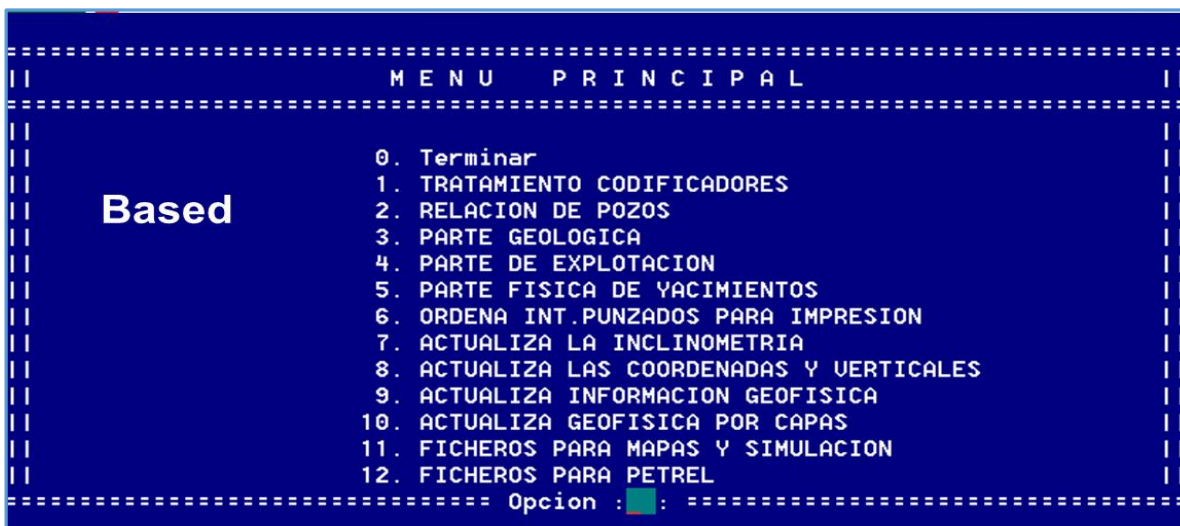 MENU PRINCIPAL
0. Terminar
1. TRATAMIENTO CODIFICADORES
Based
2. RELACION DE POZOS
3. PARTE GEOLOGICA
4. PARTE DE EXPLOTACION
5. PARTE FISICA DE YACIMIENTOS
6. ORDENA INT.PUNZADOS PARA IMPRESION
7. ACTUALIZA LA INCLINOMETRIA
8. ACTUALIZA LAS COORDENADAS Y VERTICALES
9. ACTUALIZA INFORMACION GEOFISICA
10. ACTUALIZA GEOFISICA POR CAPAS
11. FICHEROS PARA MAPAS Y SIMULACION
12. FICHEROS PARA PETREL
Opcion :_ :